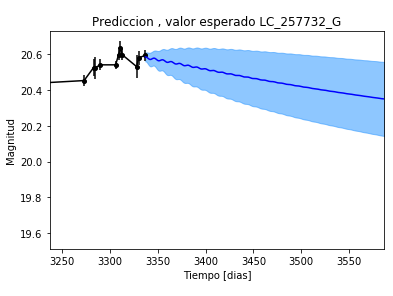 Prediccion , valor esperado LC_257732_G
20.6
20.4
20.2
20.0
19.8
19.6
Magnitud
3250 3300 3350 3400 3450 3500 3550
Tiempo [dias]